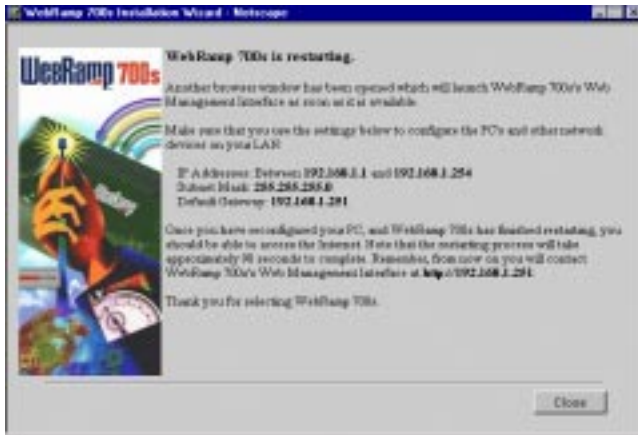 WebRamp 700s Installation Wizard - Netscape
WebRamp 700s
WebRamp 700s is restarting.
Another browser window has been opened which will launch WebRamp 700s's Web
Management Interface as soon as it is available.
Make sure that you use the settings below to configure the PC's and other network
devices on your LAN:
IP Addresses: Between 192.168.1.1 and 192.168.1.254
Subnet Mask: 255.255.255.0
Default Gateway: 192.168.1.251
Once you have reconfigured your PC, and WebRamp 700s has finished restarting, you
should be able to access the Internet. Note that the restarting process will take
approximately 90 seconds to complete. Remember, from now on you will contact
WebRamp 700s's Web Management Interface at http://192.168.1.251.
Thank you for selecting WebRamp 700s.
Close